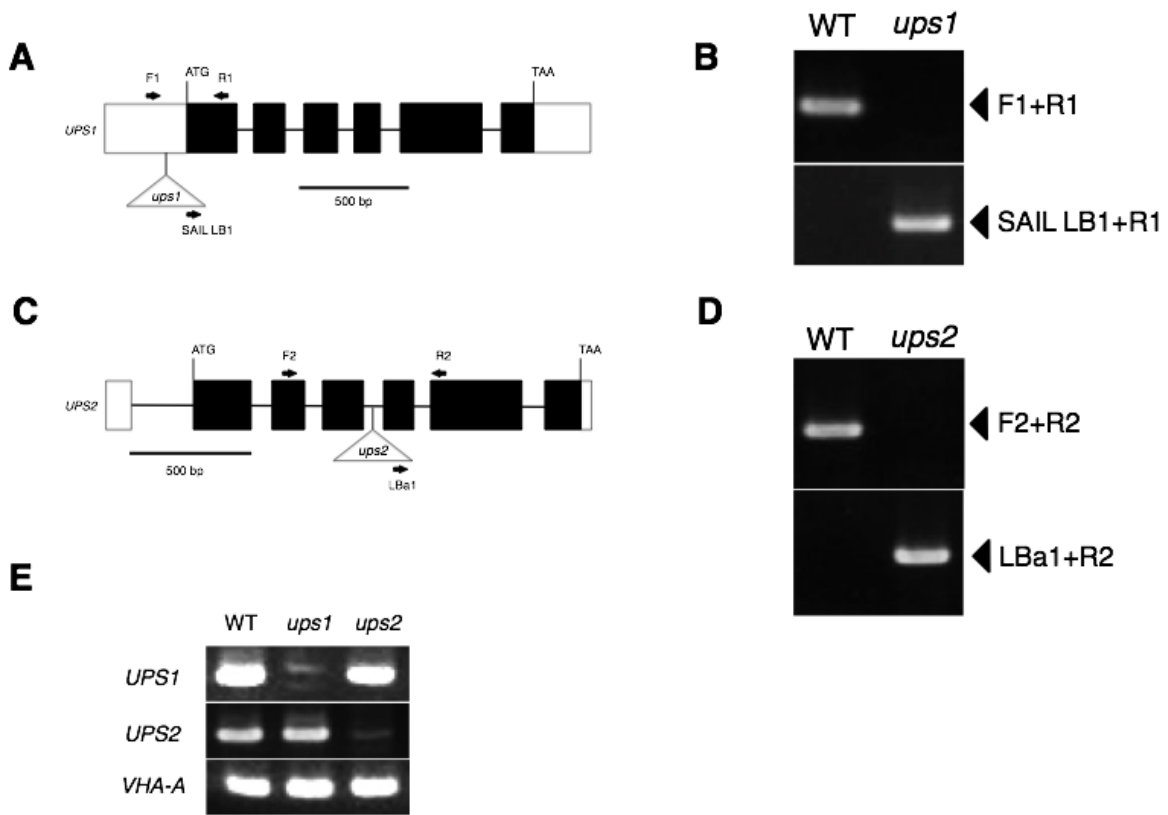 A
F1
ATG
R1
TAA
UPS1
ups1
500 bp
SAIL LB1
B
WT ups1
F1+R1
SAIL LB1+R1
C
ATG
F2
R2
TAA
UPS2
ups2
500 bp
LBa1
D
WT ups2
F2+R2
LBa1+R2
E
WT ups1 ups2
UPS1
UPS2
VHA-A